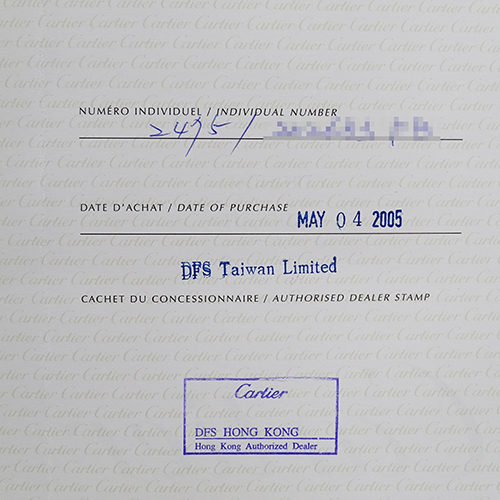 NUMÉRO INDIVIDUEL / INDIVIDUAL NUMBER
2475 /
DATE D'ACHAT / DATE OF PURCHASE MAY 04 2005
DFS Taiwan Limited
CACHET DU CONCESSIONNAIRE / AUTHORISED DEALER STAMP
Cartier
DFS HONG KONG
Hong Kong Authorized Dealer